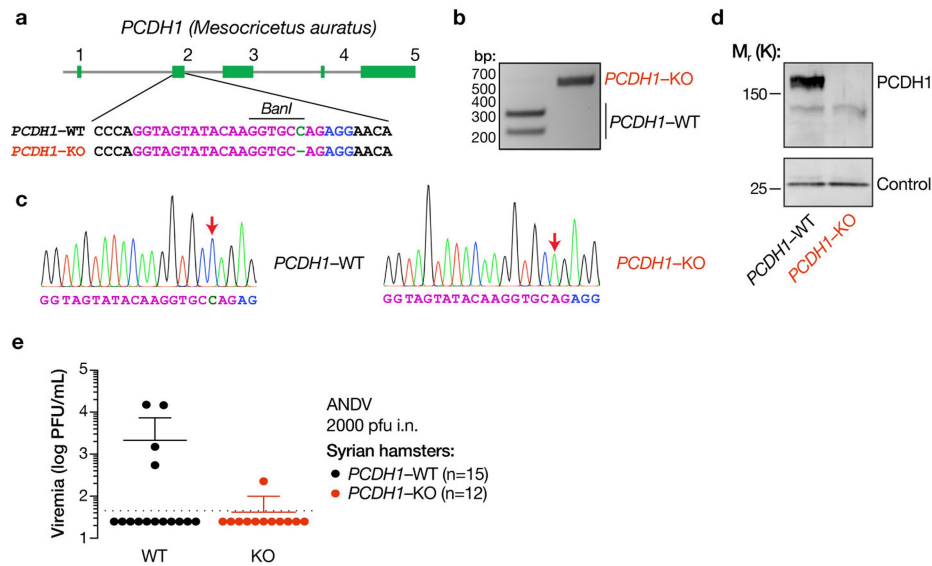 a
PCDH1 (Mesocricetus auratus)
1 2 3 4 5
BanI
PCDH1–WT CCCAGGTAGTATACAAGGTGCCAGAGGAACA
PCDH1–KO CCCAGGTAGTATACAAGGTGC–AGAGGAACA
b
bp:
700
500
400
300
200
PCDH1–KO
PCDH1–WT
c
PCDH1–WT
GGTAGTATACAAGGTGCCAGAG
PCDH1–KO
GGTAGTATACAAGGTGCAGAGG
d
Mr (K):
150
25
PCDH1
Control
PCDH1–WT
PCDH1–KO
e
Viremia (log PFU/mL)
5
4
3
2
1
WT KO
ANDV
2000 pfu i.n.
Syrian hamsters:
PCDH1–WT (n=15)
PCDH1–KO (n=12)